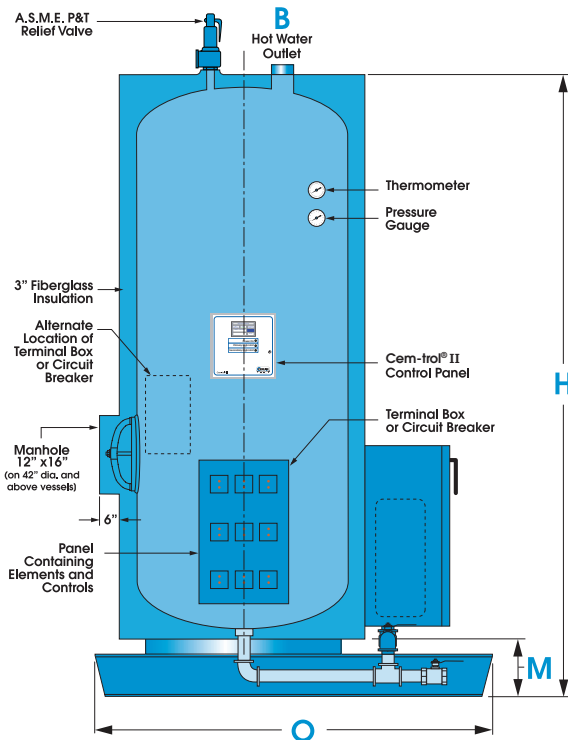 A.S.M.E. P&T
Relief Valve
B
Hot Water
Outlet
Thermometer
Pressure
Gauge
3" Fiberglass
Insulation
Alternate
Location of
Terminal Box
or Circuit
Breaker
Cem-trol® II
Control Panel
H
Terminal Box
or Circuit Breaker
Manhole
12" x16"
(on 42" dia. and
above vessels)
6"
Panel
Containing
Elements and
Controls
M
O